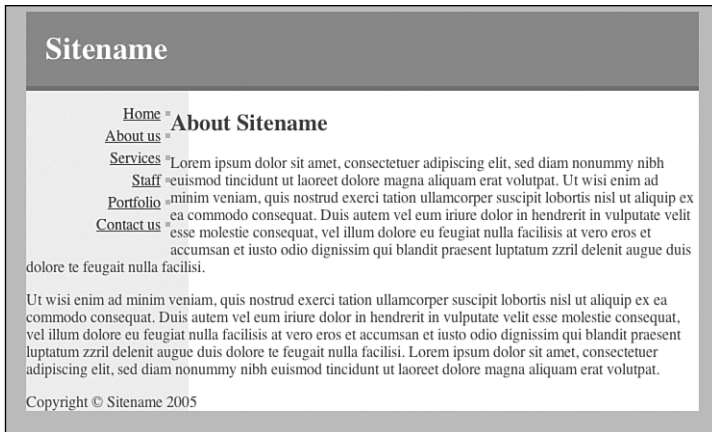 Sitename
Home
About us
Services
Staff
Portfolio
Contact us
About Sitename
Lorem ipsum dolor sit amet, consectetuer adipiscing elit, sed diam nonummy nibh
euismod tincidunt ut laoreet dolore magna aliquam erat volutpat. Ut wisi enim ad
minim veniam, quis nostrud exerci tation ullamcorper suscipit lobortis nisl ut aliquip ex
ea commodo consequat. Duis autem vel eum iriure dolor in hendrerit in vulputate velit
esse molestie consequat, vel illum dolore eu feugiat nulla facilisis at vero eros et
accumsan et iusto odio dignissim qui blandit praesent luptatum zzril delenit augue duis
dolore te feugait nulla facilisi.
Ut wisi enim ad minim veniam, quis nostrud exerci tation ullamcorper suscipit lobortis nisl ut aliquip ex ea
commodo consequat. Duis autem vel eum iriure dolor in hendrerit in vulputate velit esse molestie consequat,
vel illum dolore eu feugiat nulla facilisis at vero eros et accumsan et iusto odio dignissim qui blandit praesent
luptatum zzril delenit augue duis dolore te feugait nulla facilisi. Lorem ipsum dolor sit amet, consectetuer
adipiscing elit, sed diam nonummy nibh euismod tincidunt ut laoreet dolore magna aliquam erat volutpat.
Copyright © Sitename 2005